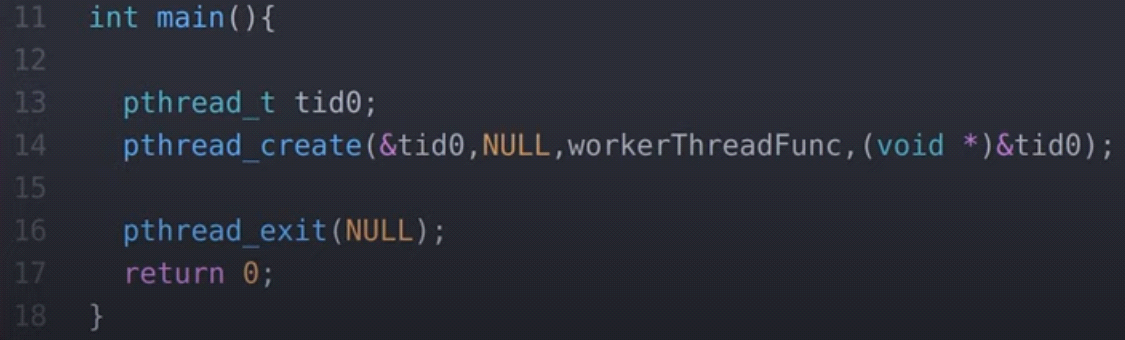 11 int main(){
12
13 pthread_t tid0;
14 pthread_create(&tid0,NULL,workerThreadFunc,(void *)&tid0);
15
16 pthread_exit(NULL);
17 return 0;
18 }